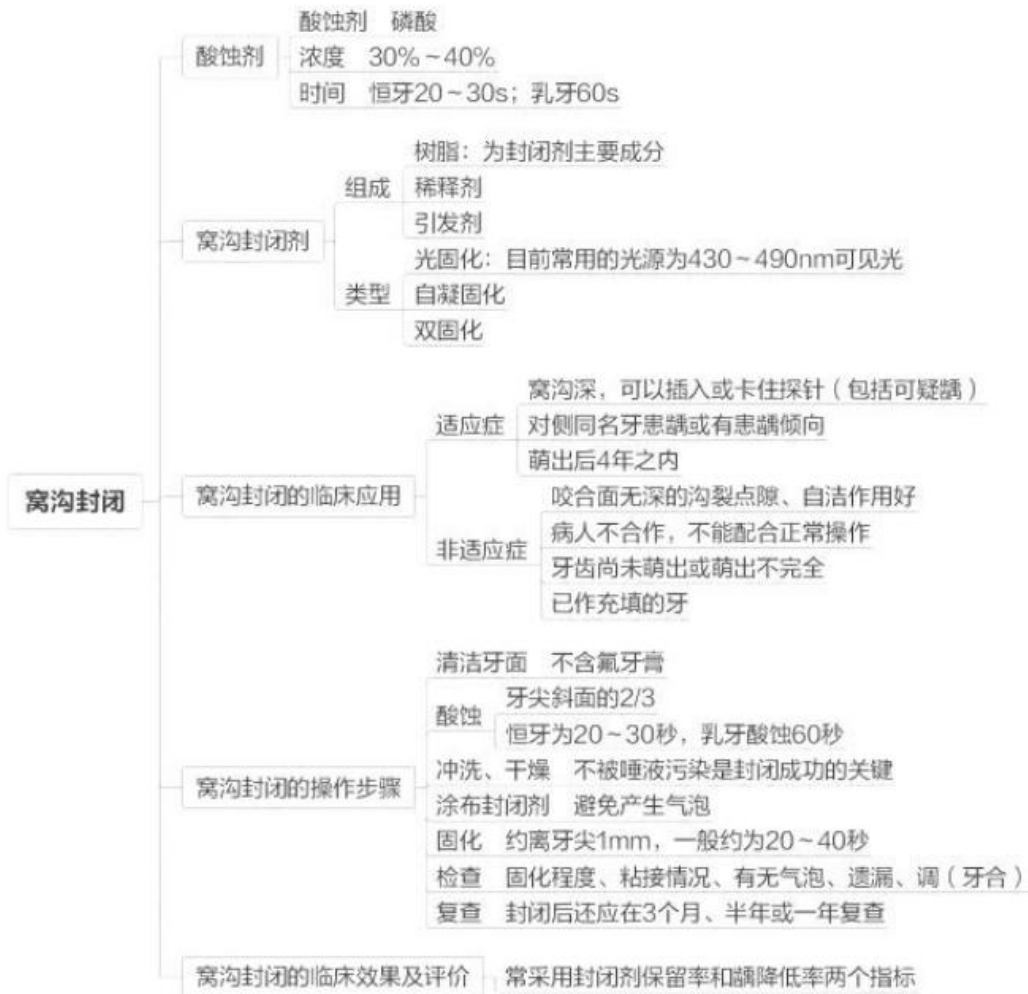 窝沟封闭
酸蚀剂
酸蚀剂 磷酸
浓度 30%~40%
时间 恒牙20~30s；乳牙60s
窝沟封闭剂
组成
树脂：为封闭剂主要成分
稀释剂
引发剂
类型
光固化：目前常用的光源为430~490nm可见光
自凝固化
双固化
窝沟封闭的临床应用
适应症
窝沟深，可以插入或卡住探针（包括可疑龋）
对侧同名牙患龋或有患龋倾向
萌出后4年之内
非适应症
咬合面无深的沟裂点隙、自洁作用好
病人不合作，不能配合正常操作
牙齿尚未萌出或萌出不完全
已作充填的牙
窝沟封闭的操作步骤
清洁牙面 不含氟牙膏
酸蚀
牙尖斜面的2/3
恒牙为20~30秒，乳牙酸蚀60秒
冲洗、干燥 不被唾液污染是封闭成功的关键
涂布封闭剂 避免产生气泡
固化 约离牙尖1mm，一般约为20~40秒
检查 固化程度、粘接情况、有无气泡、遗漏、调（牙合）
复查 封闭后还应在3个月、半年或一年复查
窝沟封闭的临床效果及评价
常采用封闭剂保留率和龋降低率两个指标